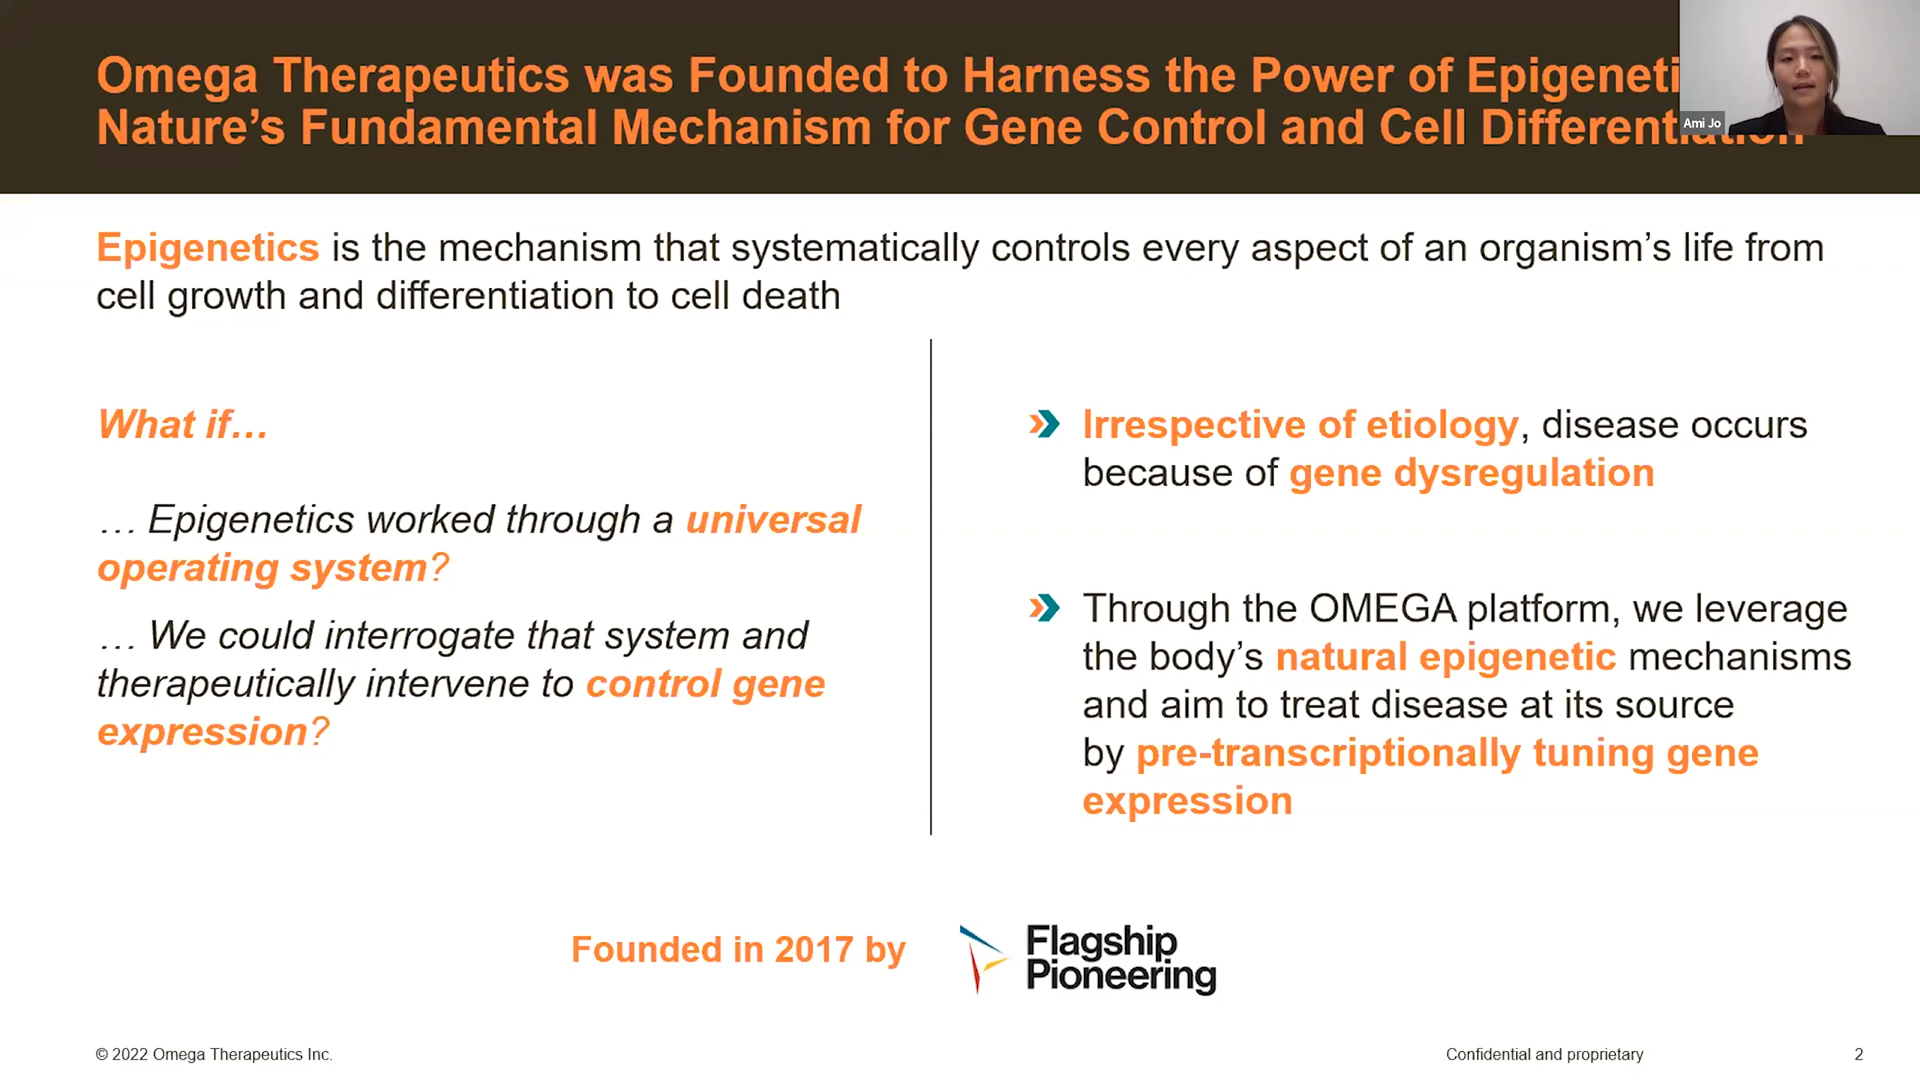 Omega Therapeutics was Founded to Harness the Power of
Nature’s Fundamental Mechanism for Gene Control and Cell Differentiation
Ami Jo
Epigenetics is the mechanism that systematically controls every aspect of an organism’s life from
cell growth and differentiation to cell death
What if…
… Epigenetics worked through a universal
operating system?
… We could interrogate that system and
therapeutically intervene to control gene
expression?
Irrespective of etiology, disease occurs
because of gene dysregulation
Through the OMEGA platform, we leverage
the body’s natural epigenetic mechanisms
and aim to treat disease at its source
by pre-transcriptionally tuning gene
expression
Founded in 2017 by
Flagship
Pioneering
© 2022 Omega Therapeutics Inc.
Confidential and proprietary
2